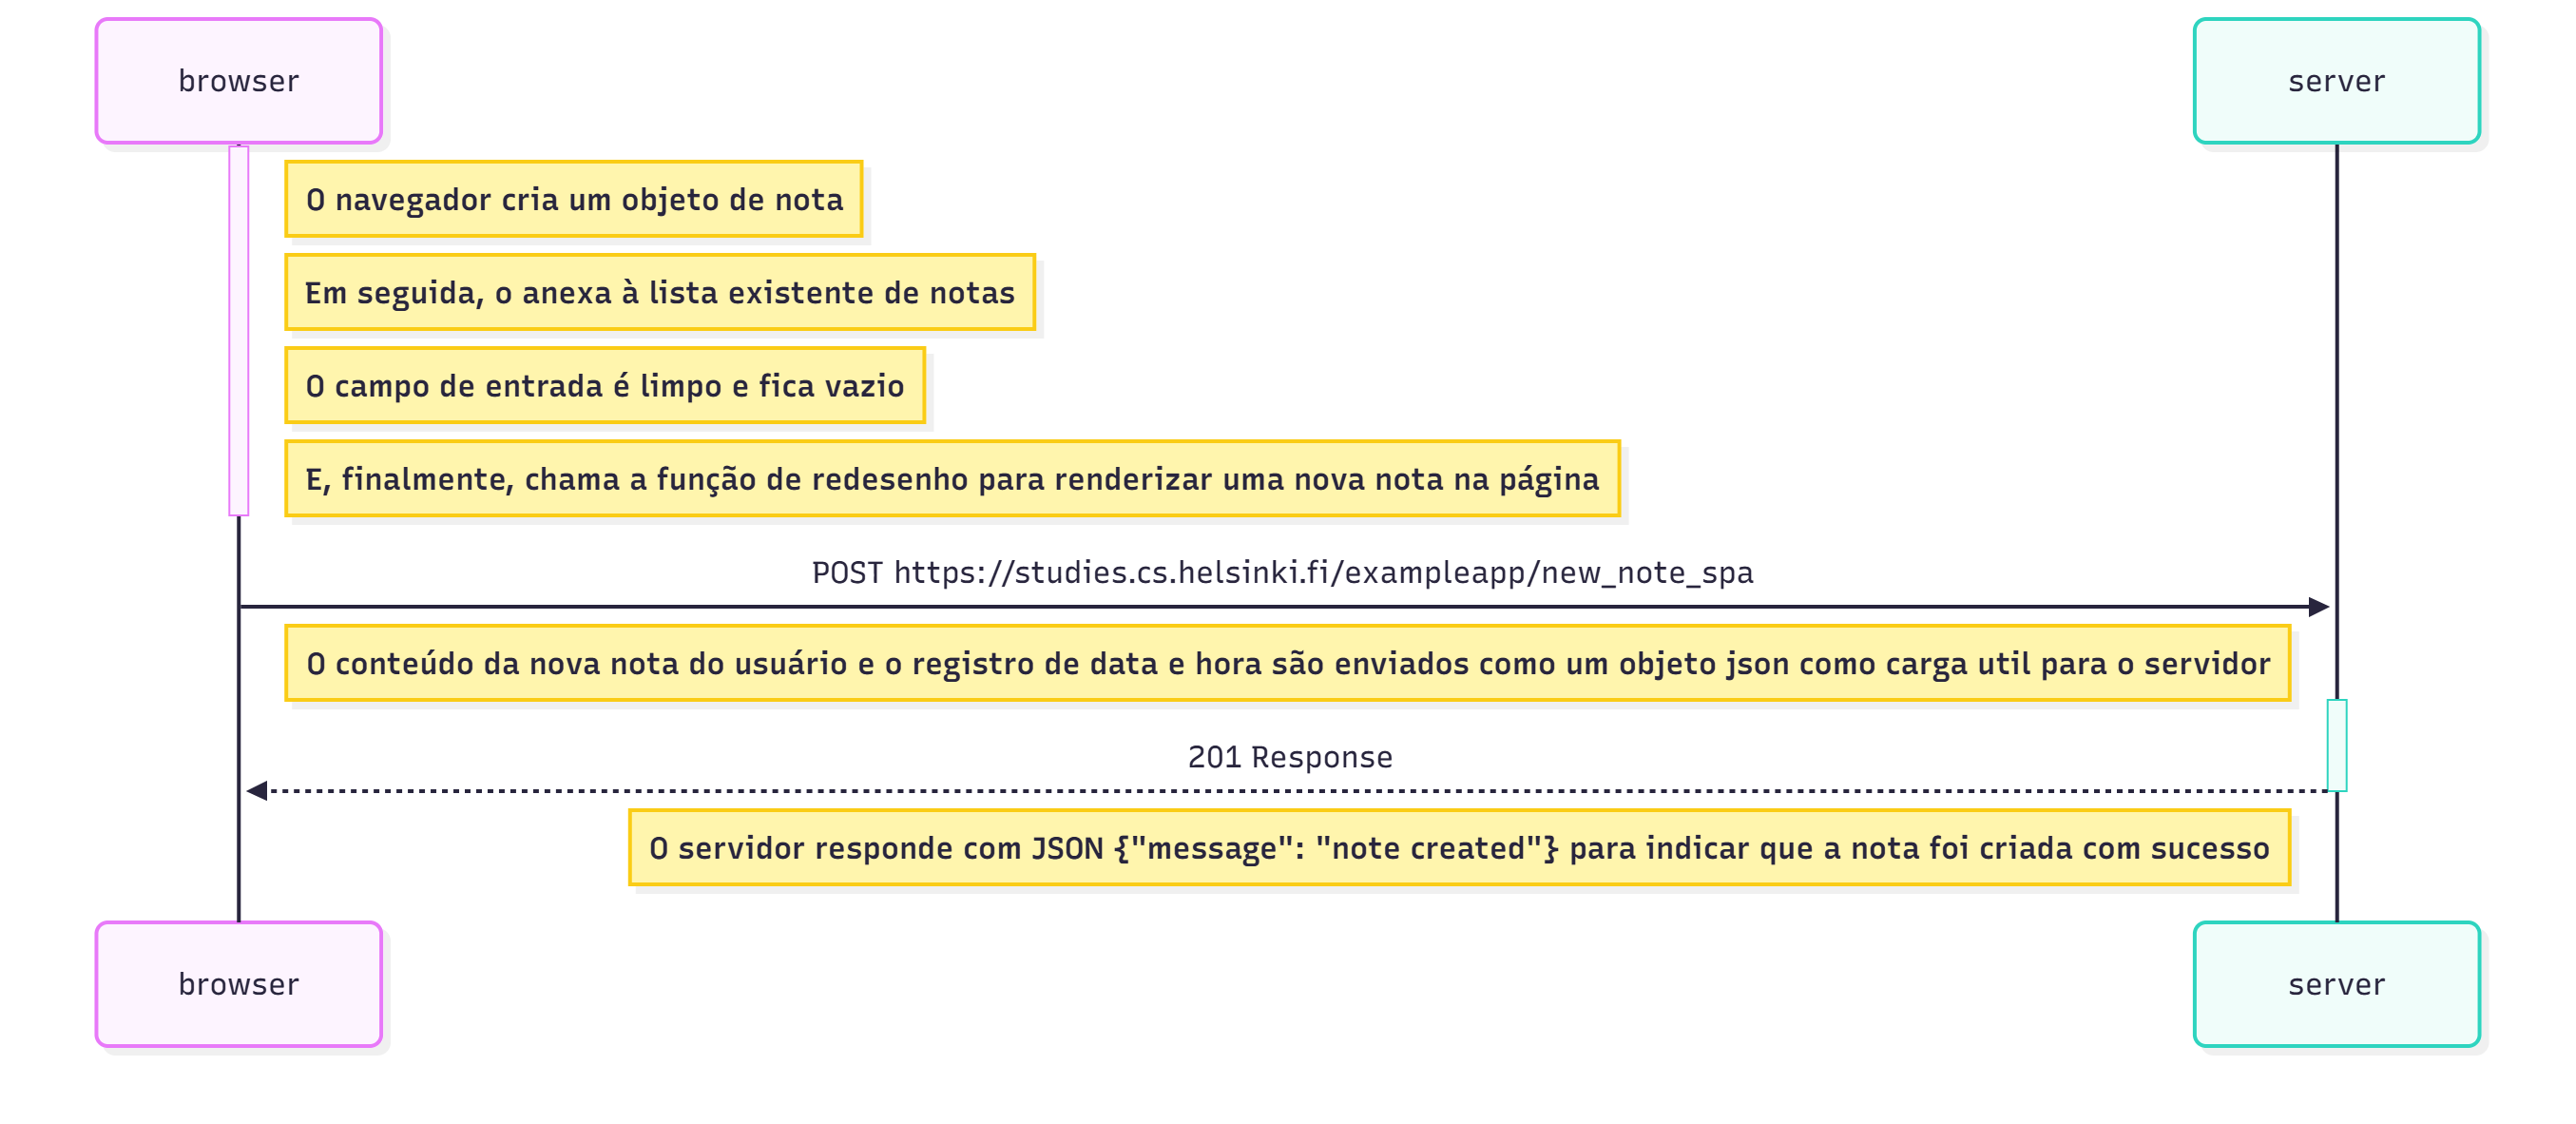 browser
server
O navegador cria um objeto de nota
Em seguida, o anexa à lista existente de notas
O campo de entrada é limpo e fica vazio
E, finalmente, chama a função de redesenho para renderizar uma nova nota na página
POST https://studies.cs.helsinki.fi/exampleapp/new_note_spa
O conteúdo da nova nota do usuário e o registro de data e hora são enviados como um objeto json como carga util para o servidor
201 Response
O servidor responde com JSON {"message": "note created"} para indicar que a nota foi criada com sucesso
browser
server